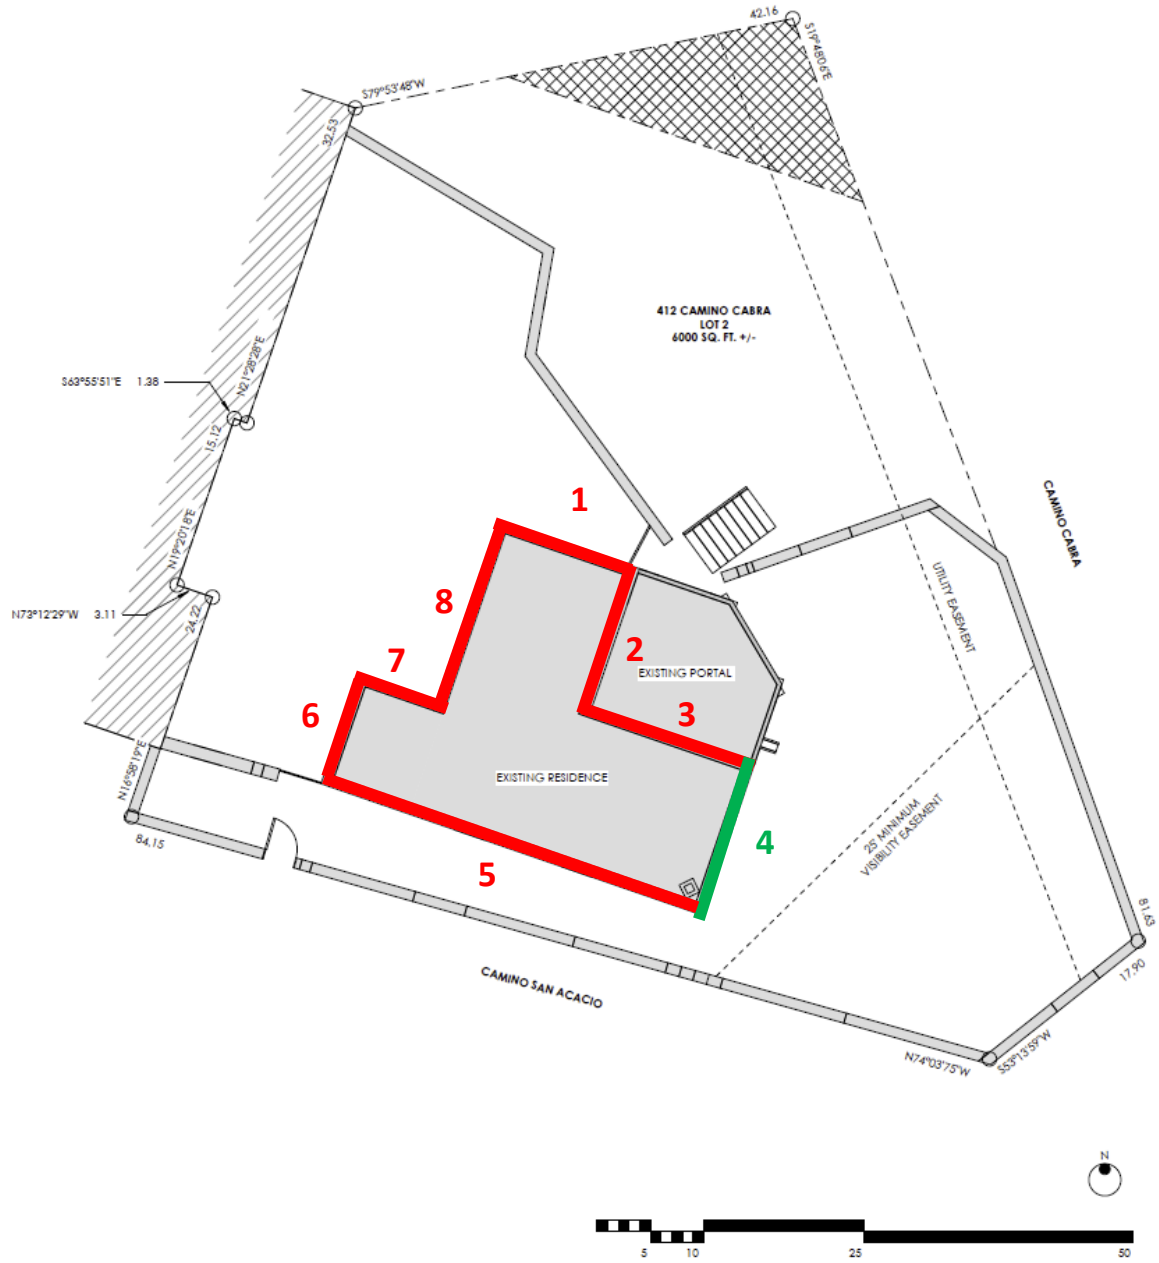 42.16
S19°48'06"E
S79°53'48"W
32.53
412 CAMINO CABRA
LOT 2
6000 SQ. FT. +/-
N21°28'28"E
S63°55'51"E 1.38
15.12
CAMINO CABRA
1
N19°20'18"E
UTILITY EASEMENT
8
N73°12'29"W 3.11
24.22
2
7
EXISTING PORTAL
6
3
N16°58'19"E
EXISTING RESIDENCE
25' MINIMUM
VISIBILITY EASEMENT
84.15
4
5
81.63
17.90
CAMINO SAN ACACIO
N74°03'75"W
S53°13'59"W
N
5 10 25 50